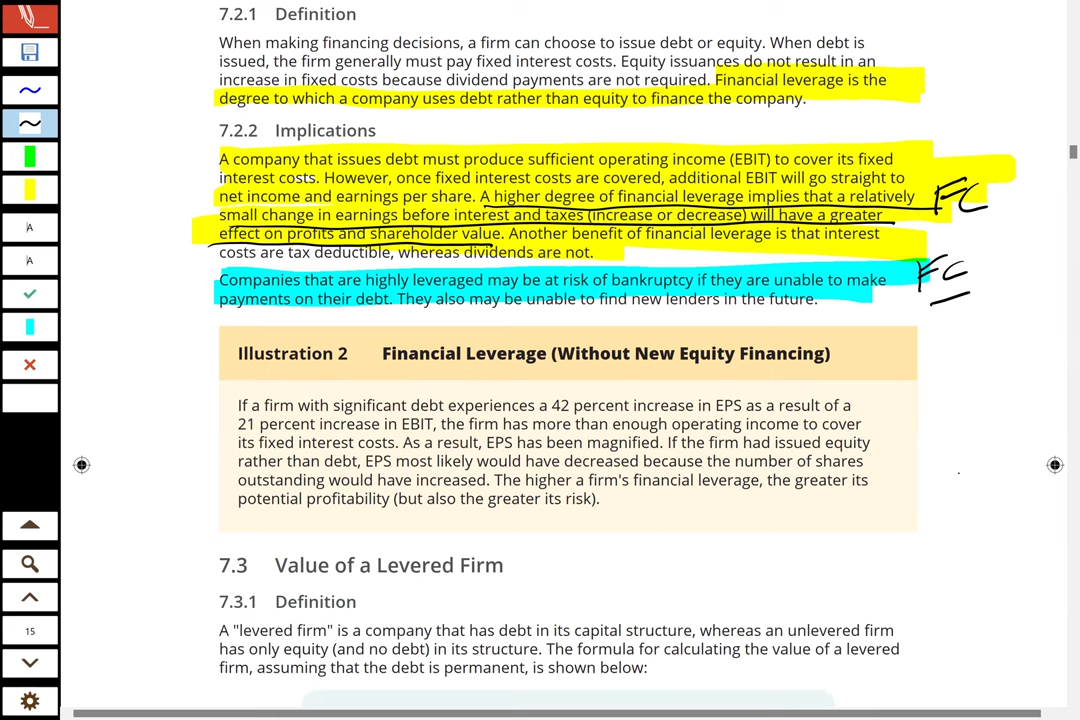 7.2.1 Definition
When making financing decisions, a firm can choose to issue debt or equity. When debt is
issued, the firm generally must pay fixed interest costs. Equity issuances do not result in an
increase in fixed costs because dividend payments are not required. Financial leverage is the
degree to which a company uses debt rather than equity to finance the company.
7.2.2 Implications
A company that issues debt must produce sufficient operating income (EBIT) to cover its fixed
interest costs. However, once fixed interest costs are covered, additional EBIT will go straight to
net income and earnings per share. A higher degree of financial leverage implies that a relatively
FC
small change in earnings before interest and taxes (increase or decrease) will have a greater
effect on profits and shareholder value. Another benefit of financial leverage is that interest
costs are tax deductible, whereas dividends are not.
Companies that are highly leveraged may be at risk of bankruptcy if they are unable to make
FC
payments on their debt. They also may be unable to find new lenders in the future.
Illustration 2 Financial Leverage (Without New Equity Financing)
If a firm with significant debt experiences a 42 percent increase in EPS as a result of a
21 percent increase in EBIT, the firm has more than enough operating income to cover
its fixed interest costs. As a result, EPS has been magnified. If the firm had issued equity
rather than debt, EPS most likely would have decreased because the number of shares
outstanding would have increased. The higher a firm's financial leverage, the greater its
potential profitability (but also the greater its risk).
7.3 Value of a Levered Firm
7.3.1 Definition
A "levered firm" is a company that has debt in its capital structure, whereas an unlevered firm
has only equity (and no debt) in its structure. The formula for calculating the value of a levered
firm, assuming that the debt is permanent, is shown below:
A
A
15